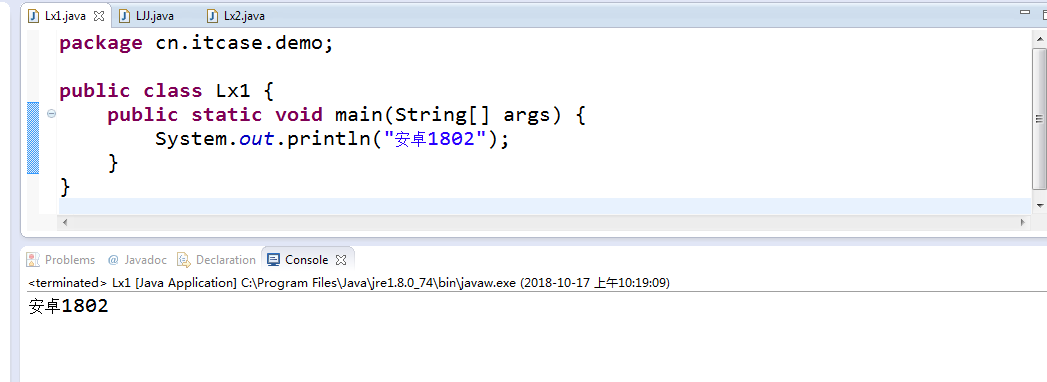 Lx1.java LJJ.java Lx2.java
package cn.itcase.demo;
public class Lx1 {
public static void main(String[] args) {
System.out.println("安卓1802");
}
}
Problems @ Javadoc Declaration Console
<terminated> Lx1 [Java Application] C:\Program Files\Java\jre1.8.0_74\bin\javaw.exe (2018-10-17 上午10:19:09)
安卓1802